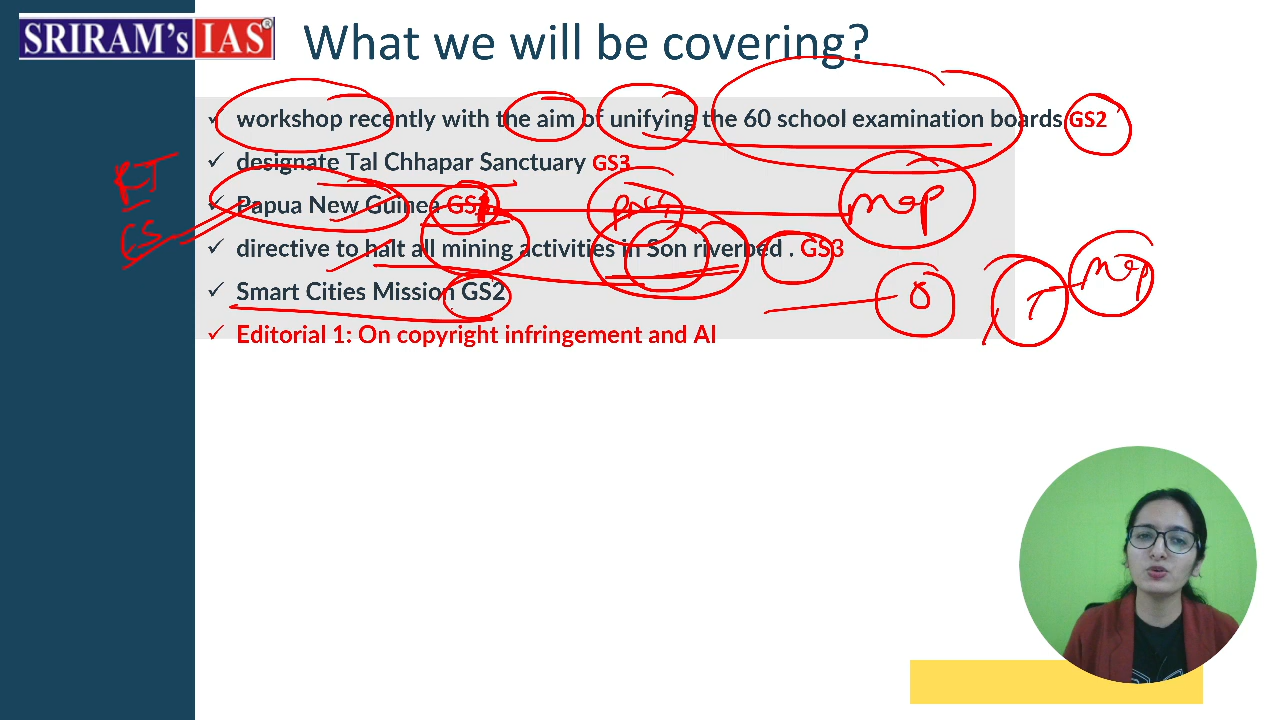 SRIRAM's IAS ®
What we will be covering?
✓ workshop recently with the aim of unifying the 60 school examination boards GS2
✓ designate Tal Chhapar Sanctuary GS3
✓ Papua New Guinea
✓ directive to halt all mining activities in Son riverbed . GS3
✓ Smart Cities Mission GS2
✓ Editorial 1: On copyright infringement and AI
Map
Map